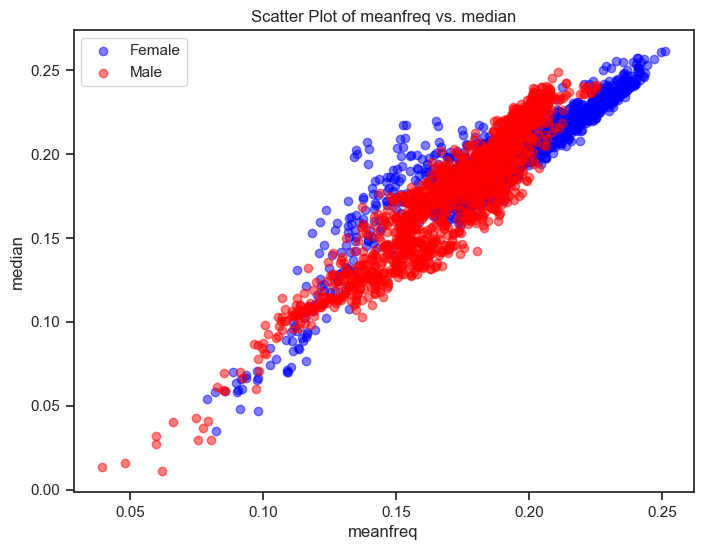 Scatter Plot of meanfreq vs. median
Female
Male
0.25
0.20
0.15
0.10
0.05
0.00
median
0.05
0.10
0.15
0.20
0.25
meanfreq